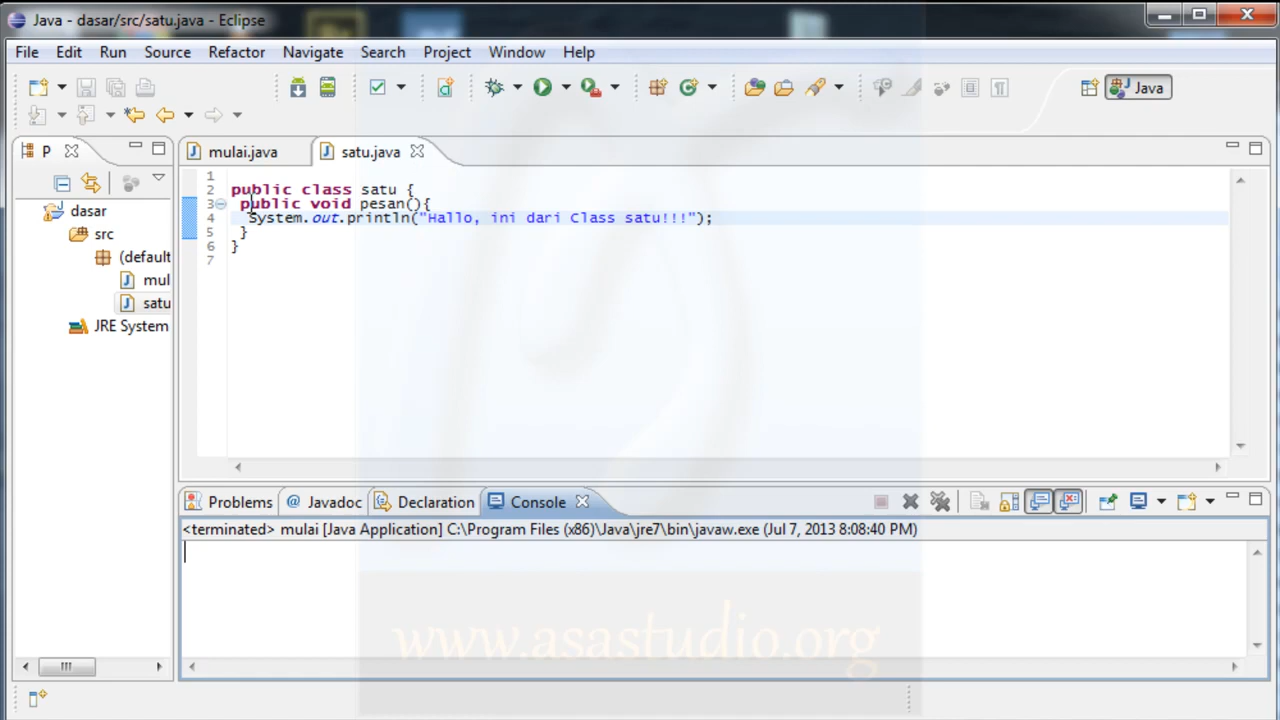 Java - dasar/src/satu.java - Eclipse
File Edit Run Source Refactor Navigate Search Project Window Help
Java
P
mulai.java
satu.java
dasar
src
(default
mul
satu
JRE System
1
2 public class satu {
3 public void pesan(){
4 System.out.println("Hallo, ini dari Class satu!!!");
5 }
6 }
7
Problems @ Javadoc Declaration Console
<terminated> mulai [Java Application] C:\Program Files (x86)\Java\jre7\bin\javaw.exe (Jul 7, 2013 8:08:40 PM)
www.asastudio.org